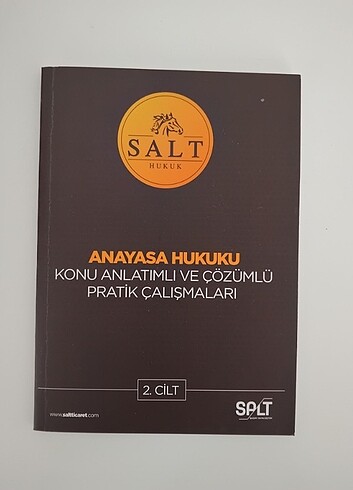 SALT
HUKUK
ANAYASA HUKUKU
KONU ANLATIMLI VE ÇÖZÜMLÜ
PRATİK ÇALIŞMALARI
2. CİLT
www.saltticaret.com
SALT